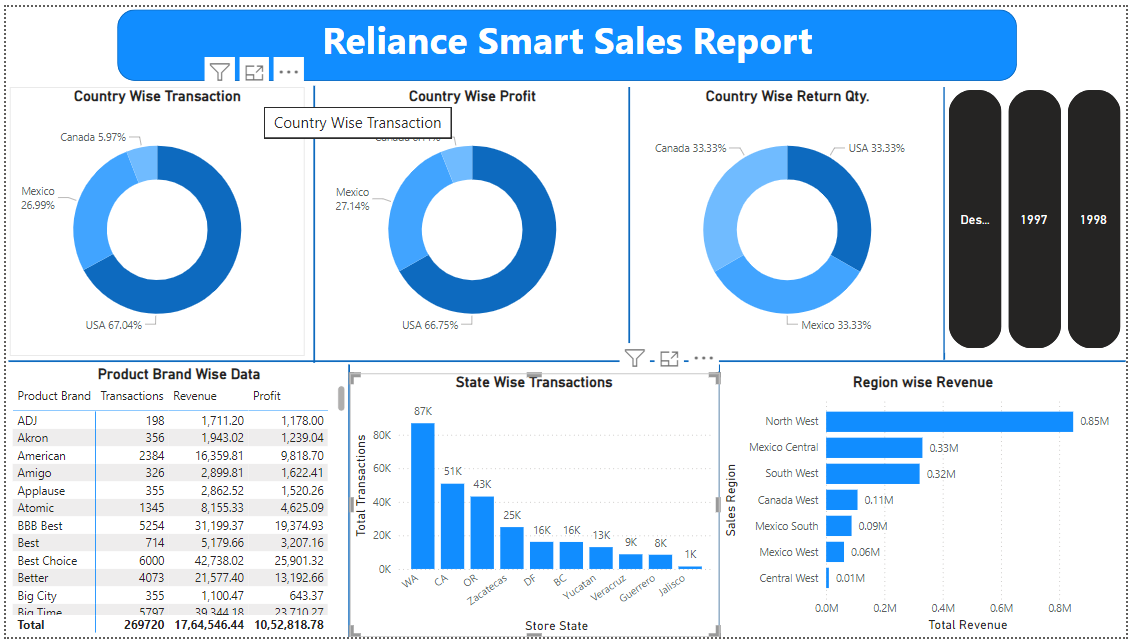 Reliance Smart Sales Report
Country Wise Transaction
Canada 5.97%
Mexico
26.99%
USA 67.04%
Country Wise Transaction
Country Wise Profit
Mexico
27.14%
USA 66.75%
Country Wise Return Qty.
Canada 33.33%
USA 33.33%
Mexico 33.33%
Des...
1997
1998
Product Brand Wise Data
Product Brand Transactions Revenue Profit
ADJ 198 1,711.20 1,178.00
Akron 356 1,943.02 1,239.04
American 2384 16,359.81 9,818.70
Amigo 326 2,899.81 1,622.41
Applause 355 2,862.52 1,520.26
Atomic 1345 8,155.33 4,625.09
BBB Best 5254 31,199.37 19,374.93
Best 714 5,179.66 3,207.16
Best Choice 6000 42,738.02 25,901.32
Better 4073 21,577.40 13,192.66
Big City 355 1,100.47 643.37
Big Time 5797 39,344.18 23,710.27
Total 269720 17,64,546.44 10,52,818.78
State Wise Transactions
Total Transactions
80K
60K
40K
20K
0K
87K
51K
43K
25K
16K
16K
13K
9K
8K
1K
WA
CA
OR
Zacatecas
DF
BC
Yucatan
Veracruz
Guerrero
Jalisco
Store State
Region wise Revenue
Sales Region
North West 0.85M
Mexico Central 0.33M
South West 0.32M
Canada West 0.11M
Mexico South 0.09M
Mexico West 0.06M
Central West 0.01M
0.0M 0.2M 0.4M 0.6M 0.8M
Total Revenue